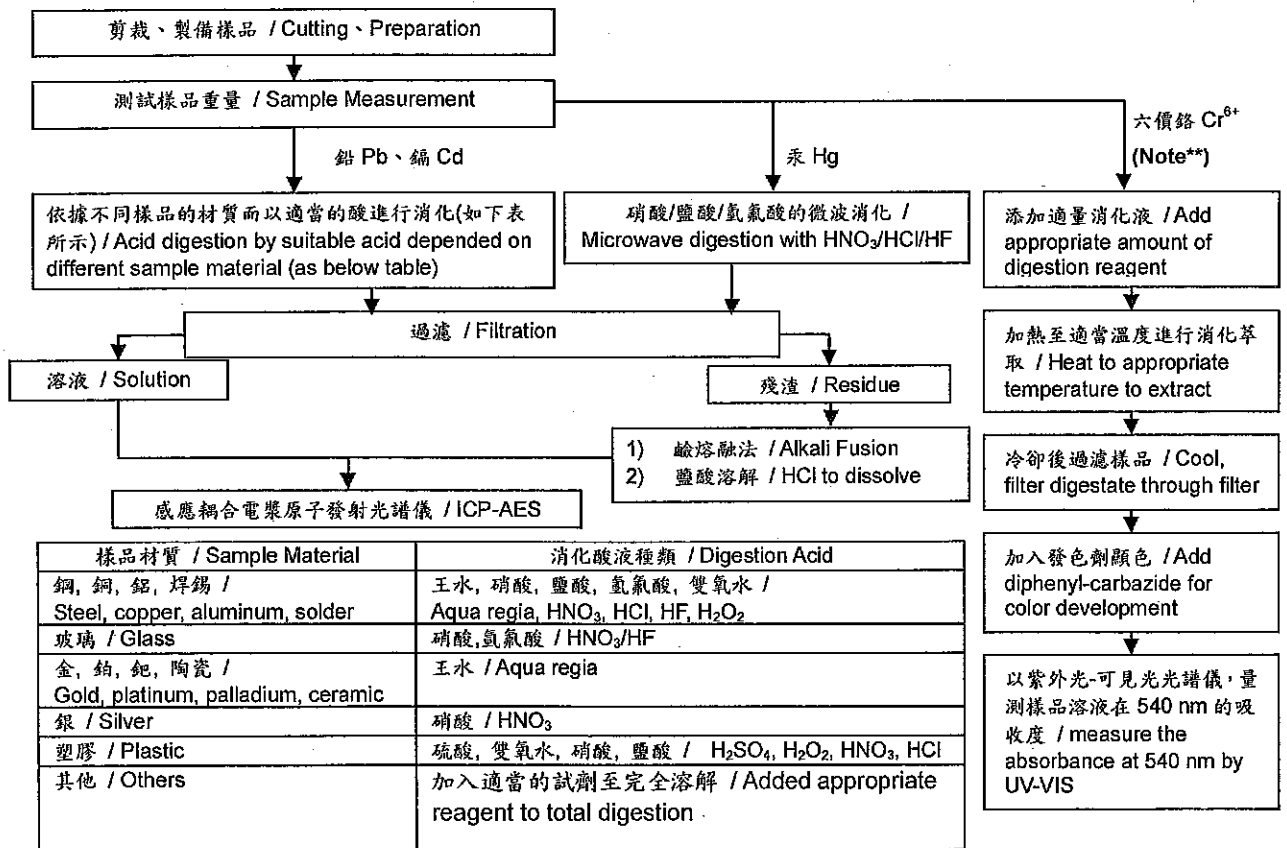 剪裁、製備樣品 / Cutting、Preparation
測試樣品重量 / Sample Measurement
鉛 Pb、鎘 Cd
汞 Hg
六價鉻 Cr⁶⁺
(Note**)
依據不同樣品的材質而以適當的酸進行消化(如下表
所示) / Acid digestion by suitable acid depended on
different sample material (as below table)
硝酸/鹽酸/氫氟酸的微波消化 /
Microwave digestion with HNO₃/HCl/HF
添加適量消化液 / Add
appropriate amount of
digestion reagent
過濾 / Filtration
加熱至適當溫度進行消化萃
取 / Heat to appropriate
temperature to extract
溶液 / Solution
殘渣 / Residue
1) 鹼熔融法 / Alkali Fusion
2) 鹽酸溶解 / HCl to dissolve
冷卻後過濾樣品 / Cool,
filter digestate through filter
感應耦合電漿原子發射光譜儀 / ICP-AES
加入發色劑顯色 / Add
diphenyl-carbazide for
color development
以紫外光-可見光光譜儀，量
測樣品溶液在 540 nm 的吸
收度 / measure the
absorbance at 540 nm by
UV-VIS
樣品材質 / Sample Material
消化酸液種類 / Digestion Acid
鋼, 銅, 鋁, 焊錫 /
Steel, copper, aluminum, solder
王水, 硝酸, 鹽酸, 氫氟酸, 雙氧水 /
Aqua regia, HNO₃, HCl, HF, H₂O₂
玻璃 / Glass
硝酸,氫氟酸 / HNO₃/HF
金, 鉑, 鈀, 陶瓷 /
Gold, platinum, palladium, ceramic
王水 / Aqua regia
銀 / Silver
硝酸 / HNO₃
塑膠 / Plastic
硫酸, 雙氧水, 硝酸, 鹽酸 / H₂SO₄, H₂O₂, HNO₃, HCl
其他 / Others
加入適當的試劑至完全溶解 / Added appropriate
reagent to total digestion